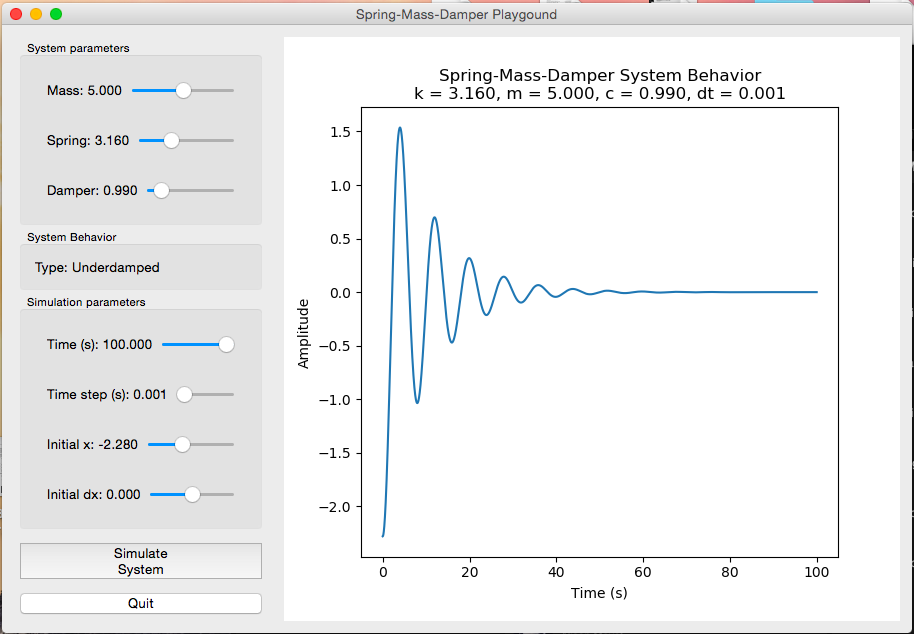 Spring-Mass-Damper Playgound
System parameters
Mass: 5.000
Spring: 3.160
Damper: 0.990
System Behavior
Type: Underdamped
Simulation parameters
Time (s): 100.000
Time step (s): 0.001
Initial x: -2.280
Initial dx: 0.000
Simulate
System
Quit
Spring-Mass-Damper System Behavior
k = 3.160, m = 5.000, c = 0.990, dt = 0.001
Amplitude
1.5
1.0
0.5
0.0
−0.5
−1.0
−1.5
−2.0
0 20 40 60 80 100
Time (s)